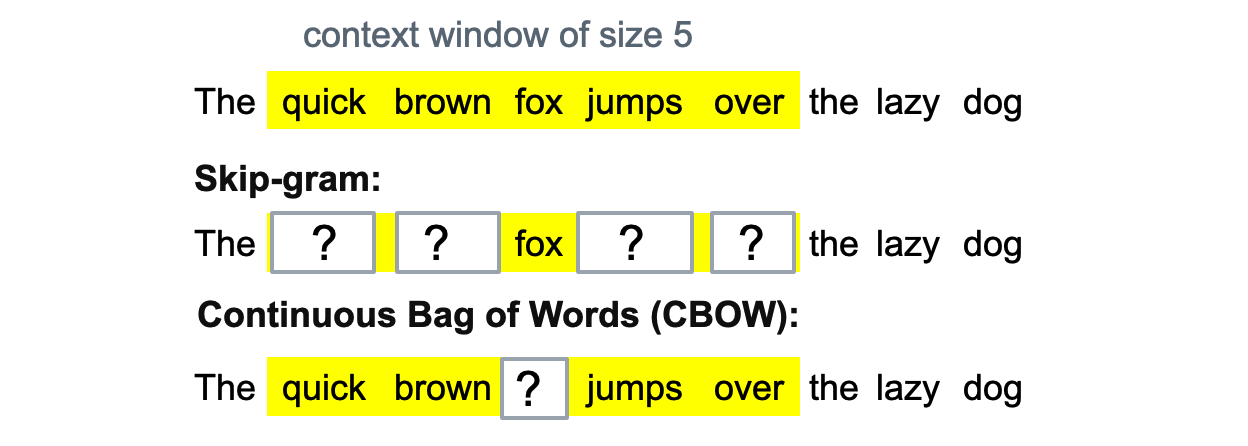 context window of size 5
The quick brown fox jumps over the lazy dog
Skip-gram:
The ? ? fox ? ? the lazy dog
Continuous Bag of Words (CBOW):
The quick brown ? jumps over the lazy dog